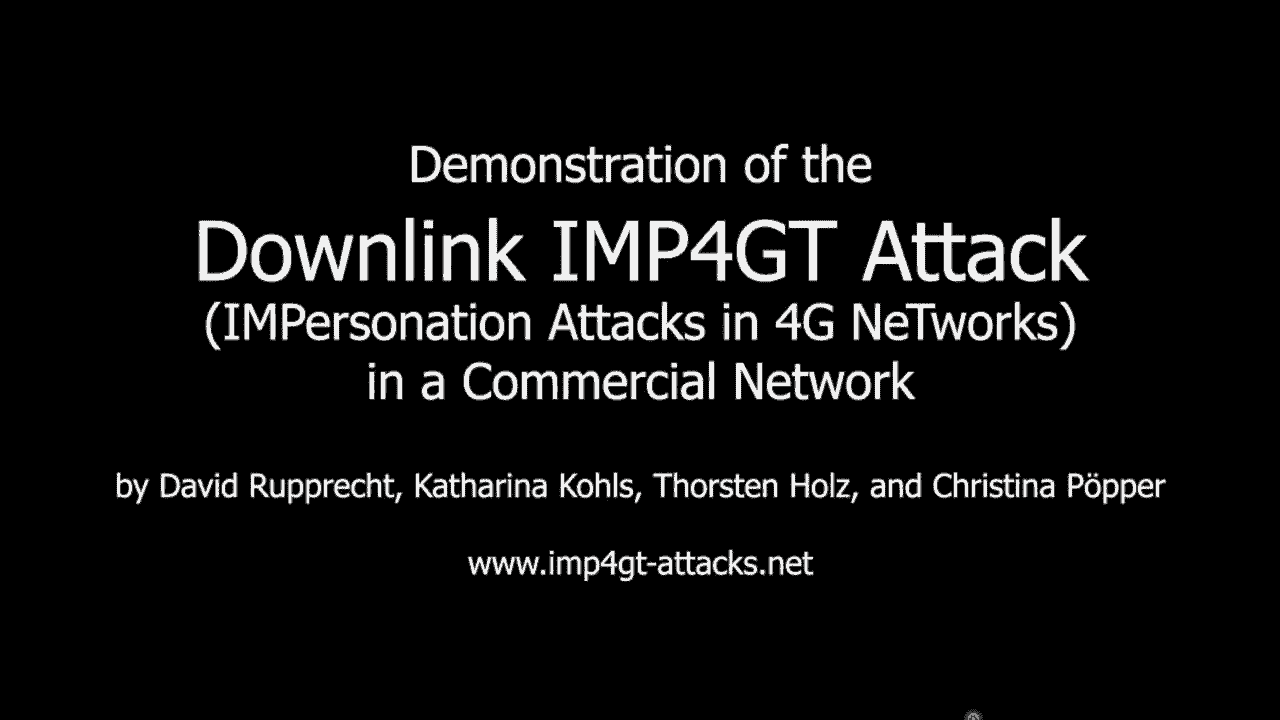 Demonstration of the
Downlink IMP4GT Attack
(IMPersonation Attacks in 4G NeTworks)
in a Commercial Network
by David Rupprecht, Katharina Kohls, Thorsten Holz, and Christina Pöpper
www.imp4gt-attacks.net